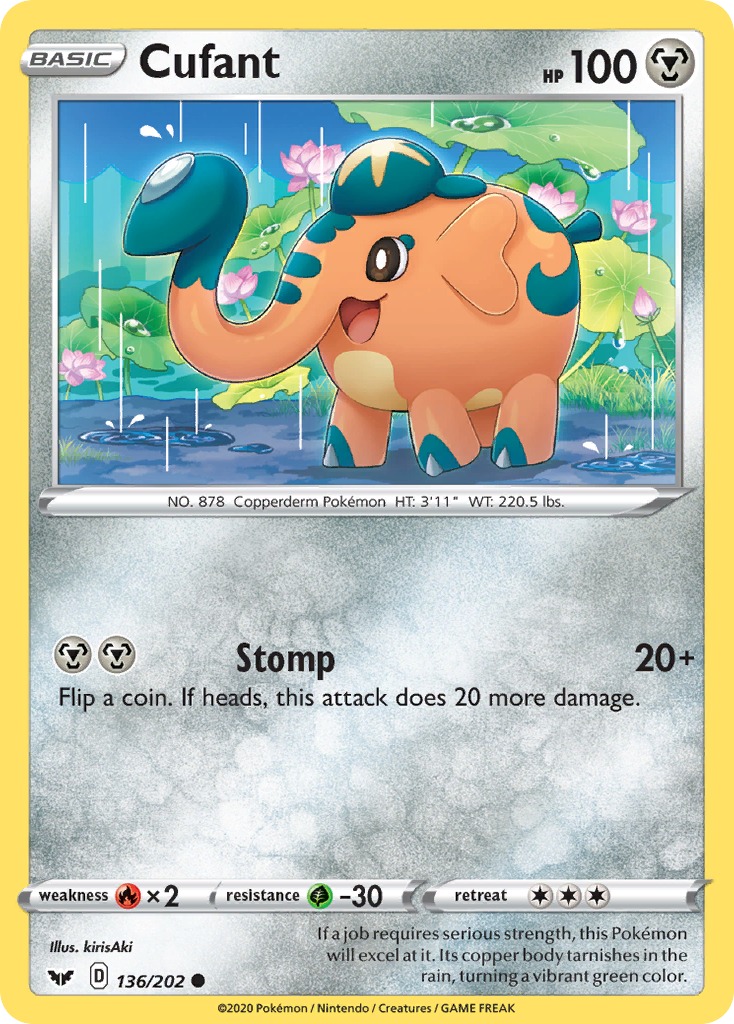 BASIC Cufant HP 100
NO. 878 Copperderm Pokémon HT: 3'11" WT: 220.5 lbs.
Stomp 20+
Flip a coin. If heads, this attack does 20 more damage.
weakness ×2 resistance -30 retreat
Illus. kirisAki
If a job requires serious strength, this Pokémon
will excel at it. Its copper body tarnishes in the
rain, turning a vibrant green color.
D 136/202
©2020 Pokémon / Nintendo / Creatures / GAME FREAK